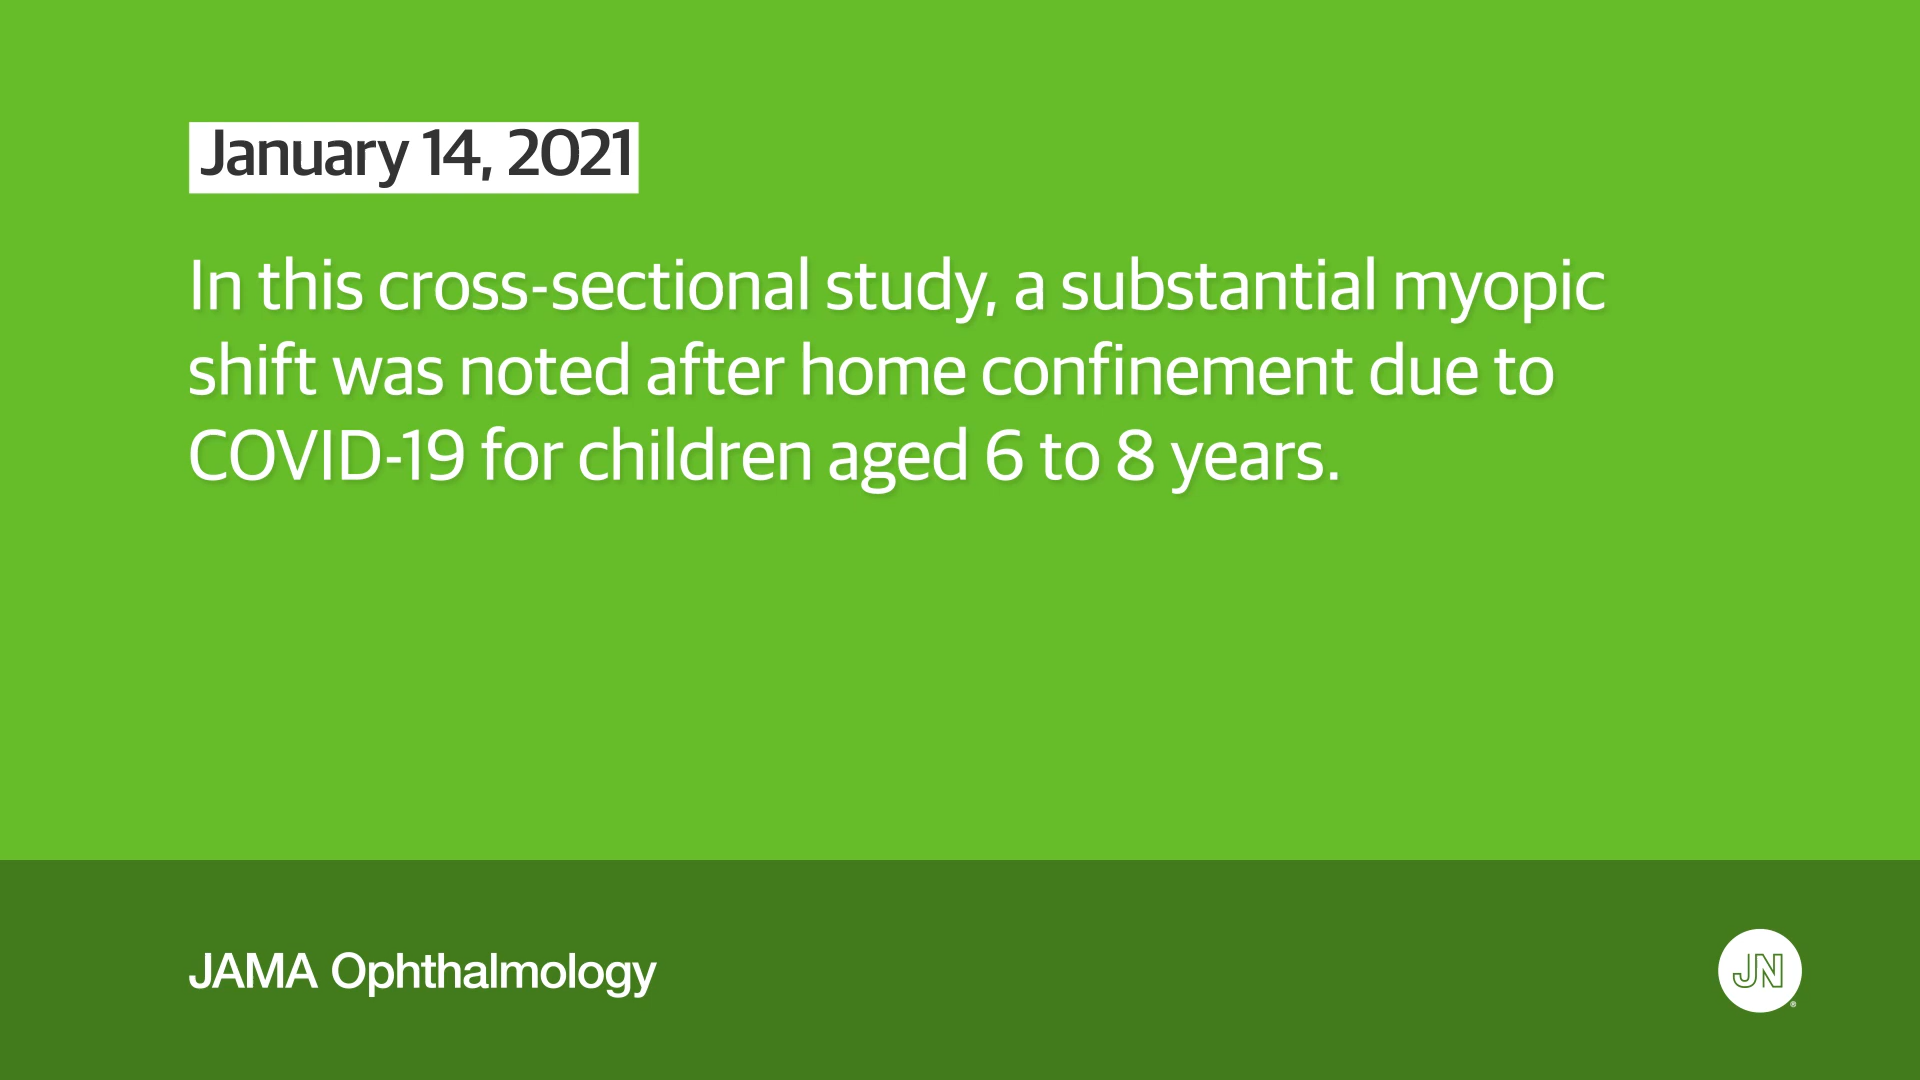 January 14, 2021
In this cross-sectional study, a substantial myopic
shift was noted after home confinement due to
COVID-19 for children aged 6 to 8 years.
JAMA Ophthalmology
JN®